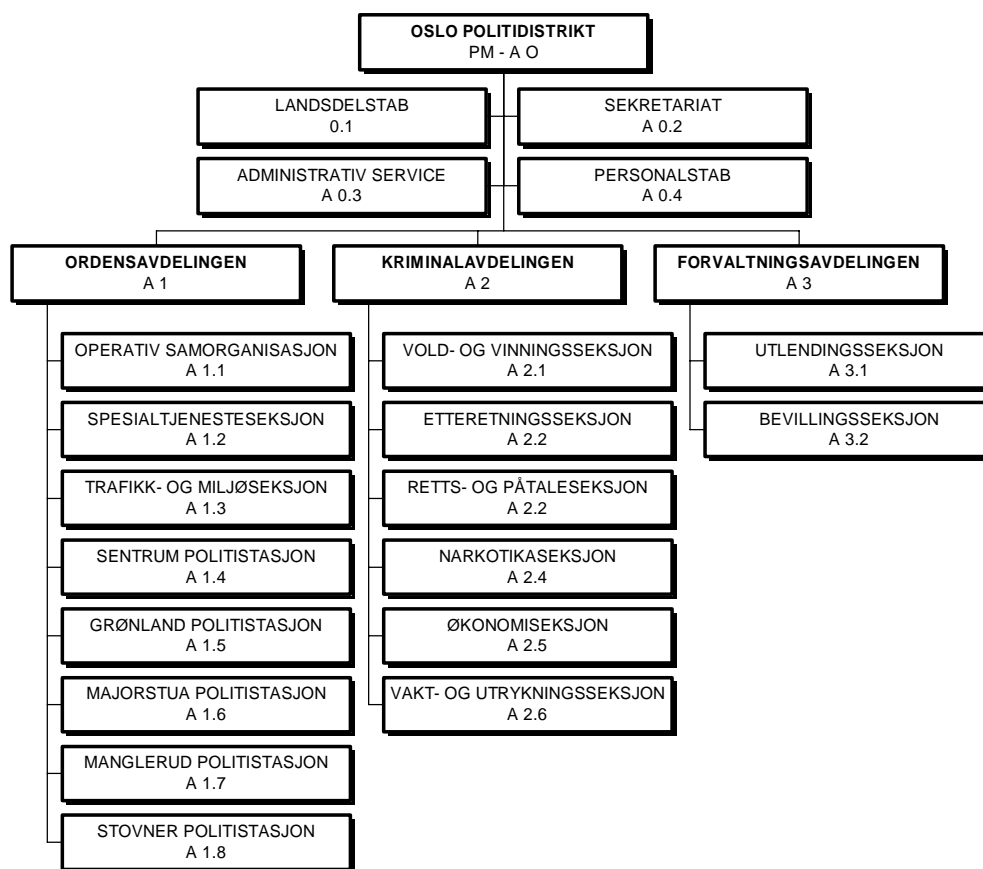 OSLO POLITIDISTRIKT
PM - A O
LANDSDELSTAB
0.1
SEKRETARIAT
A 0.2
ADMINISTRATIV SERVICE
A 0.3
PERSONALSTAB
A 0.4
ORDENSAVDELINGEN
A 1
OPERATIV SAMORGANISASJON
A 1.1
SPESIALTJENESTESEKSJON
A 1.2
TRAFIKK- OG MILJØSEKSJON
A 1.3
SENTRUM POLITISTASJON
A 1.4
GRØNLAND POLITISTASJON
A 1.5
MAJORSTUA POLITISTASJON
A 1.6
MANGLERUD POLITISTASJON
A 1.7
STOVNER POLITISTASJON
A 1.8
KRIMINALAVDELINGEN
A 2
VOLD- OG VINNINGSSEKSJON
A 2.1
ETTERETNINGSSEKSJON
A 2.2
RETTS- OG PÅTALESEKSJON
A 2.2
NARKOTIKASEKSJON
A 2.4
ØKONOMISEKSJON
A 2.5
VAKT- OG UTRYKNINGSSEKSJON
A 2.6
FORVALTNINGSAVDELINGEN
A 3
UTLENDINGSSEKSJON
A 3.1
BEVILLINGSSEKSJON
A 3.2